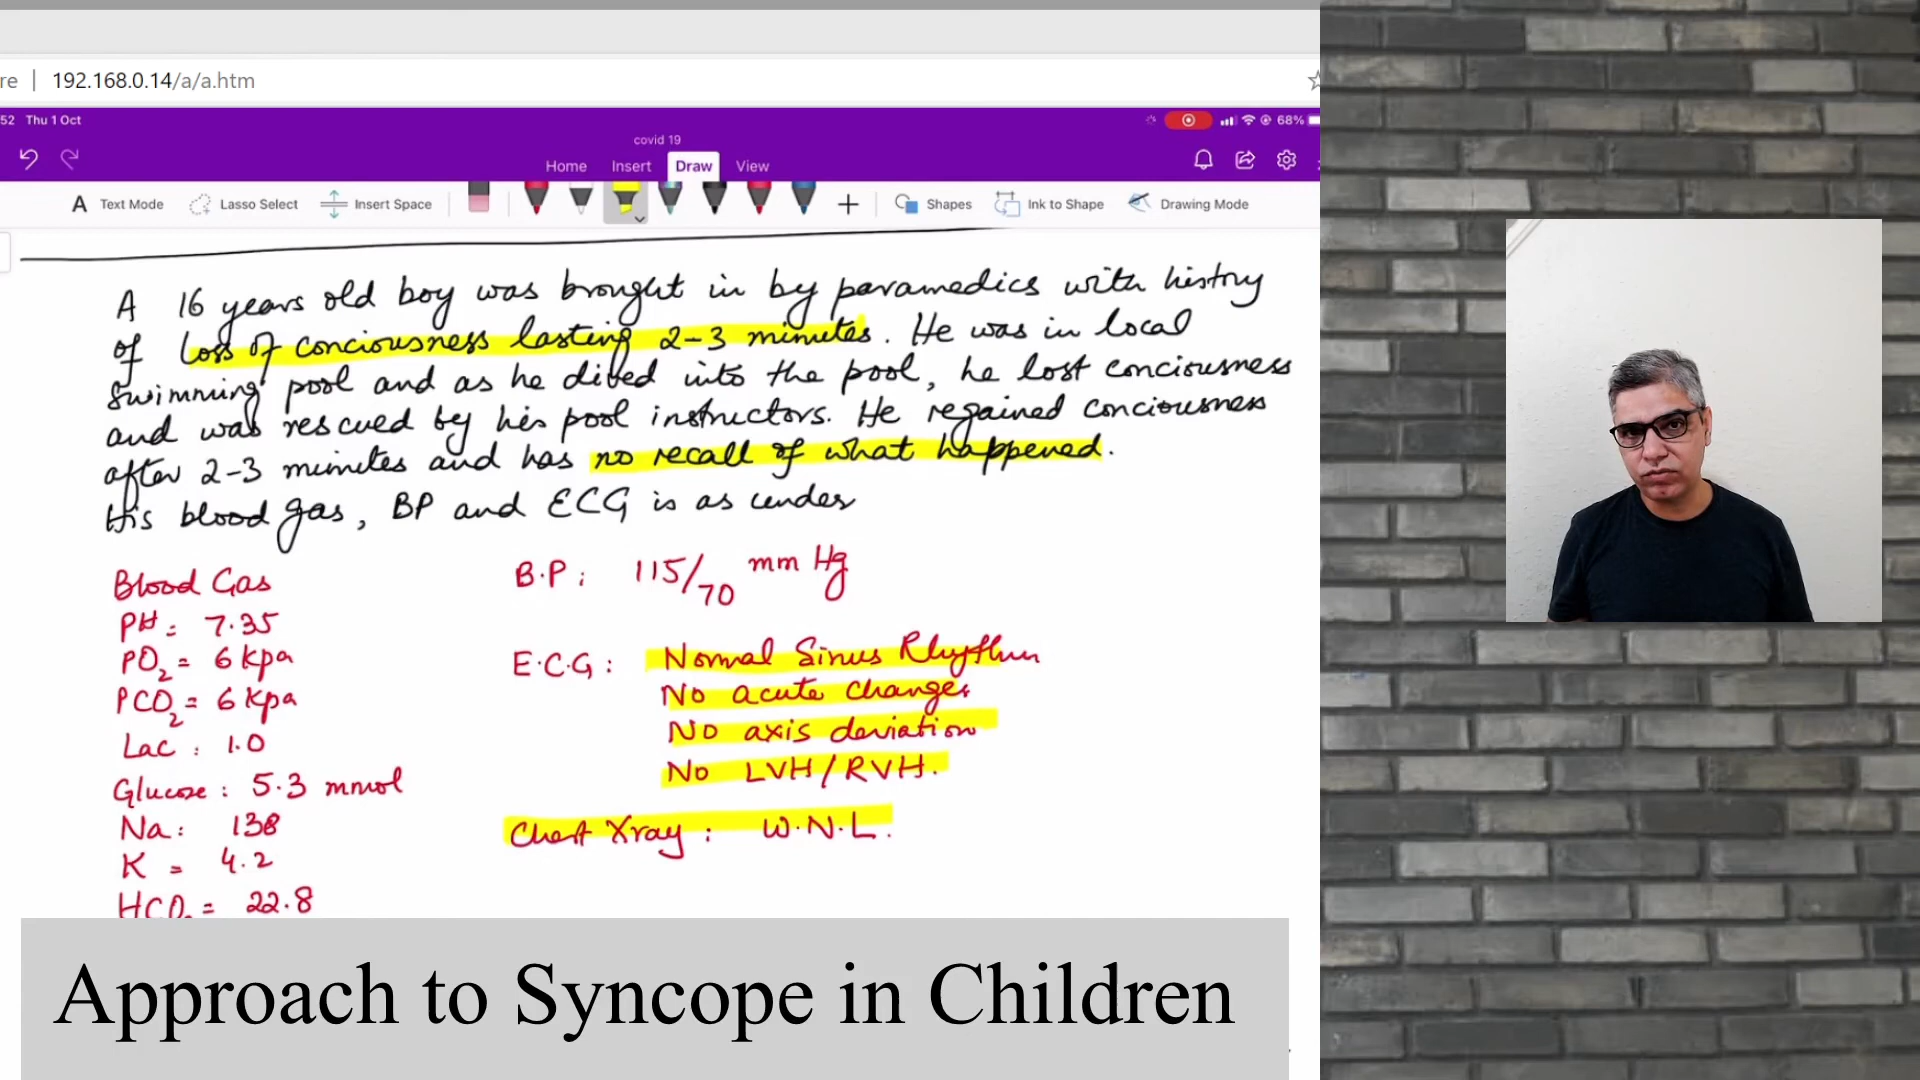 re | 192.168.0.14/a/a.htm
52 Thu 1 Oct
68%
covid 19
Home Insert Draw View
A Text Mode Lasso Select Insert Space Shapes Ink to Shape Drawing Mode
A 16 years old boy was brought in by paramedics with history
of loss of conciousness lasting 2-3 minutes. He was in local
swimming pool and as he dived into the pool, he lost conciousness
and was rescued by his pool instructors. He regained conciousness
after 2-3 minutes and has no recall of what happened.
His blood gas, BP and ECG is as under
Blood Gas
PH = 7.35
PO2 = 6 kpa
PCO2 = 6 Kpa
Lac : 1.0
Glucose : 5.3 mmol
Na : 138
K = 4.2
HCO3 = 22.8
B.P : 115/70 mm Hg
E.C.G : Normal Sinus Rhythm
No acute changes
No axis deviation
No LVH/RVH.
Chest Xray : W.N.L.
Approach to Syncope in Children